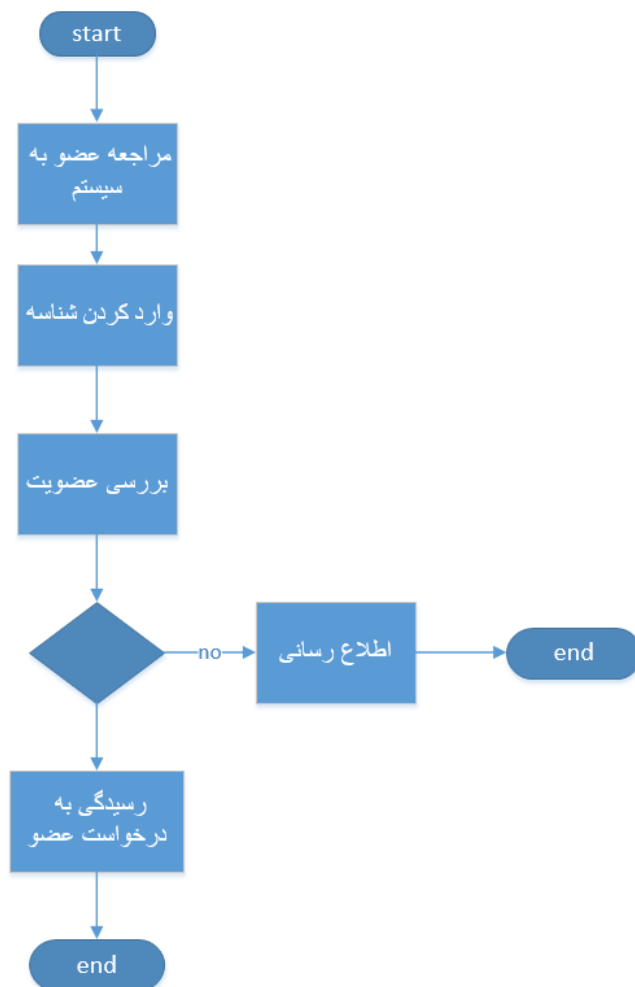 start
مراجعه عضو به
سیستم
وارد کردن شناسه
بررسی عضویت
no
اطلاع رسانی
end
رسیدگی به
درخواست عضو
end